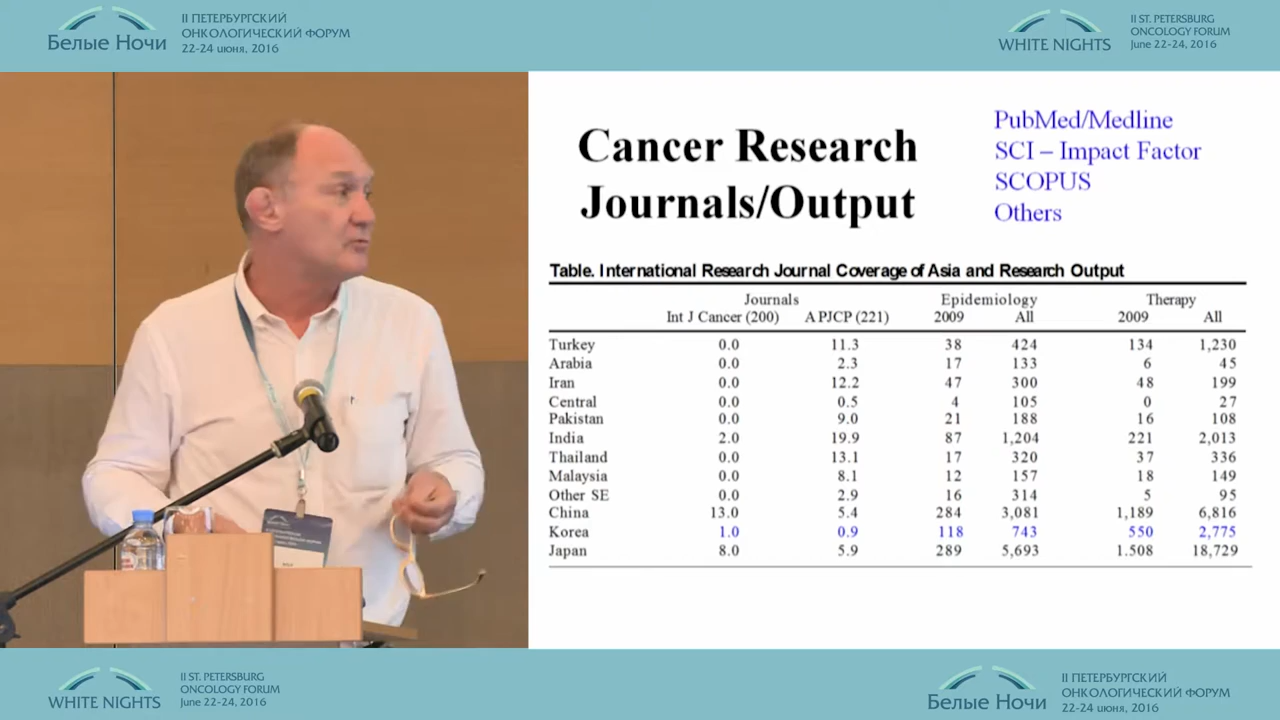 Белые Ночи
II ПЕТЕРБУРГСКИЙ
ОНКОЛОГИЧЕСКИЙ ФОРУМ
22-24 июня, 2016
WHITE NIGHTS
II ST. PETERSBURG
ONCOLOGY FORUM
June 22-24, 2016
Cancer Research
Journals/Output
PubMed/Medline
SCI – Impact Factor
SCOPUS
Others
Table. International Research Journal Coverage of Asia and Research Output
Journals Epidemiology Therapy
Int J Cancer (200) APJCP (221) 2009 All 2009 All
Turkey 0.0 11.3 38 424 134 1,230
Arabia 0.0 2.3 17 133 6 45
Iran 0.0 12.2 47 300 48 199
Central 0.0 0.5 4 105 0 27
Pakistan 0.0 9.0 21 188 16 108
India 2.0 19.9 87 1,204 221 2,013
Thailand 0.0 13.1 17 320 37 336
Malaysia 0.0 8.1 12 157 18 149
Other SE 0.0 2.9 16 314 5 95
China 13.0 5.4 284 3,081 1,189 6,816
Korea 1.0 0.9 118 743 550 2,775
Japan 8.0 5.9 289 5,693 1.508 18,729
WHITE NIGHTS
II ST. PETERSBURG
ONCOLOGY FORUM
June 22-24, 2016
Белые Ночи
II ПЕТЕРБУРГСКИЙ
ОНКОЛОГИЧЕСКИЙ ФОРУМ
22-24 июня, 2016